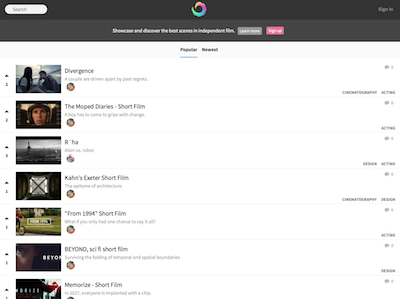 Search
Sign in
Showcase and discover the best scenes in independent film.
Learn more
Sign up
Popular
Newest
2
Divergence
A couple are driven apart by past regrets.
0
CINEMATOGRAPHY
ACTING
2
The Moped Diaries - Short Film
A boy has to come to grips with change.
0
ACTING
3
R´ha
Alien vs. robot
0
DESIGN
ACTING
1
Kahn's Exeter Short Film
The epitome of architecture.
0
CINEMATOGRAPHY
DESIGN
1
FROM 1994
"From 1994" Short Film
What if you only had one chance to say it all?
0
ACTING
1
BEYOND
BEYOND, sci fi short film
Surviving the folding of temporal and spatial boundaries
0
DESIGN
MEMORIZE
Memorize - Short Film
In 2027, everyone is implanted with a chip.
0